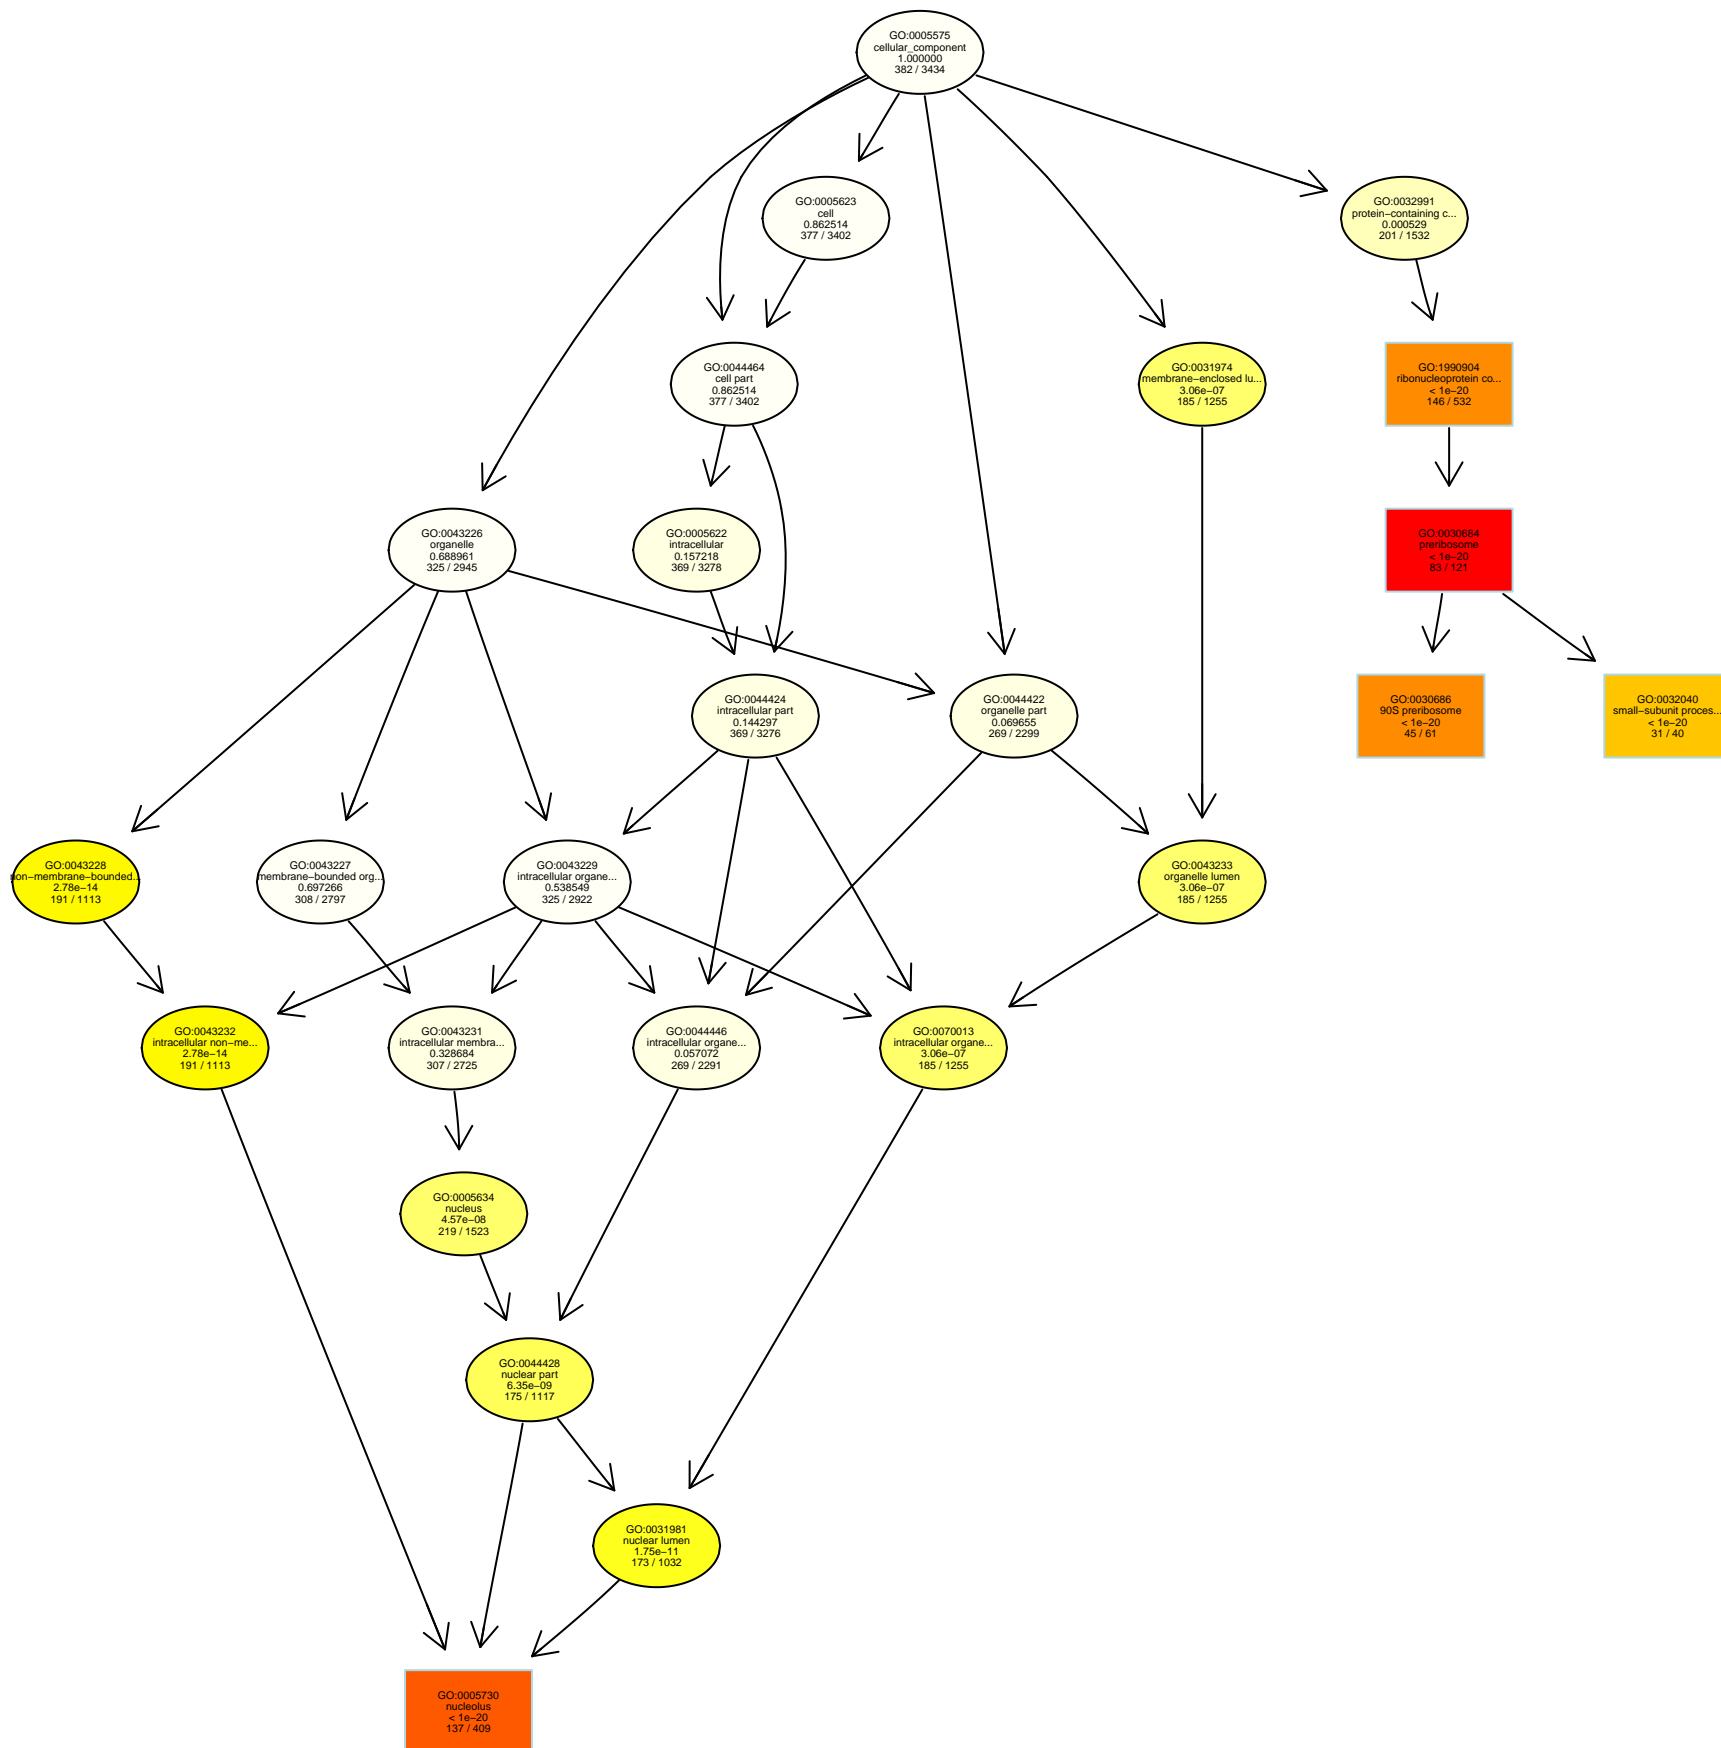 GO:0005575
cellular_component
1.000000
382 / 3434
GO:0005623
cell
0.862514
377 / 3402
GO:0032991
protein−containing c...
0.000529
201 / 1532
GO:0044464
cell part
0.862514
377 / 3402
GO:0031974
membrane−enclosed lu...
3.06e−07
185 / 1255
GO:1990904
ribonucleoprotein co...
< 1e−20
146 / 532
GO:0043226
organelle
0.688961
325 / 2945
GO:0005622
intracellular
0.157218
369 / 3278
GO:0030684
preribosome
< 1e−20
83 / 121
GO:0044424
intracellular part
0.144297
369 / 3276
GO:0044422
organelle part
0.069655
269 / 2299
GO:0030686
90S preribosome
< 1e−20
45 / 61
GO:0032040
small−subunit proces...
< 1e−20
31 / 40
GO:0043228
non−membrane−bounded...
2.78e−14
191 / 1113
GO:0043227
membrane−bounded org...
0.697266
308 / 2797
GO:0043229
intracellular organe...
0.538549
325 / 2922
GO:0043233
organelle lumen
3.06e−07
185 / 1255
GO:0043232
intracellular non−me...
2.78e−14
191 / 1113
GO:0043231
intracellular membra...
0.328684
307 / 2725
GO:0044446
intracellular organe...
0.057072
269 / 2291
GO:0070013
intracellular organe...
3.06e−07
185 / 1255
GO:0005634
nucleus
4.57e−08
219 / 1523
GO:0044428
nuclear part
6.35e−09
175 / 1117
GO:0031981
nuclear lumen
1.75e−11
173 / 1032
GO:0005730
nucleolus
< 1e−20
137 / 409